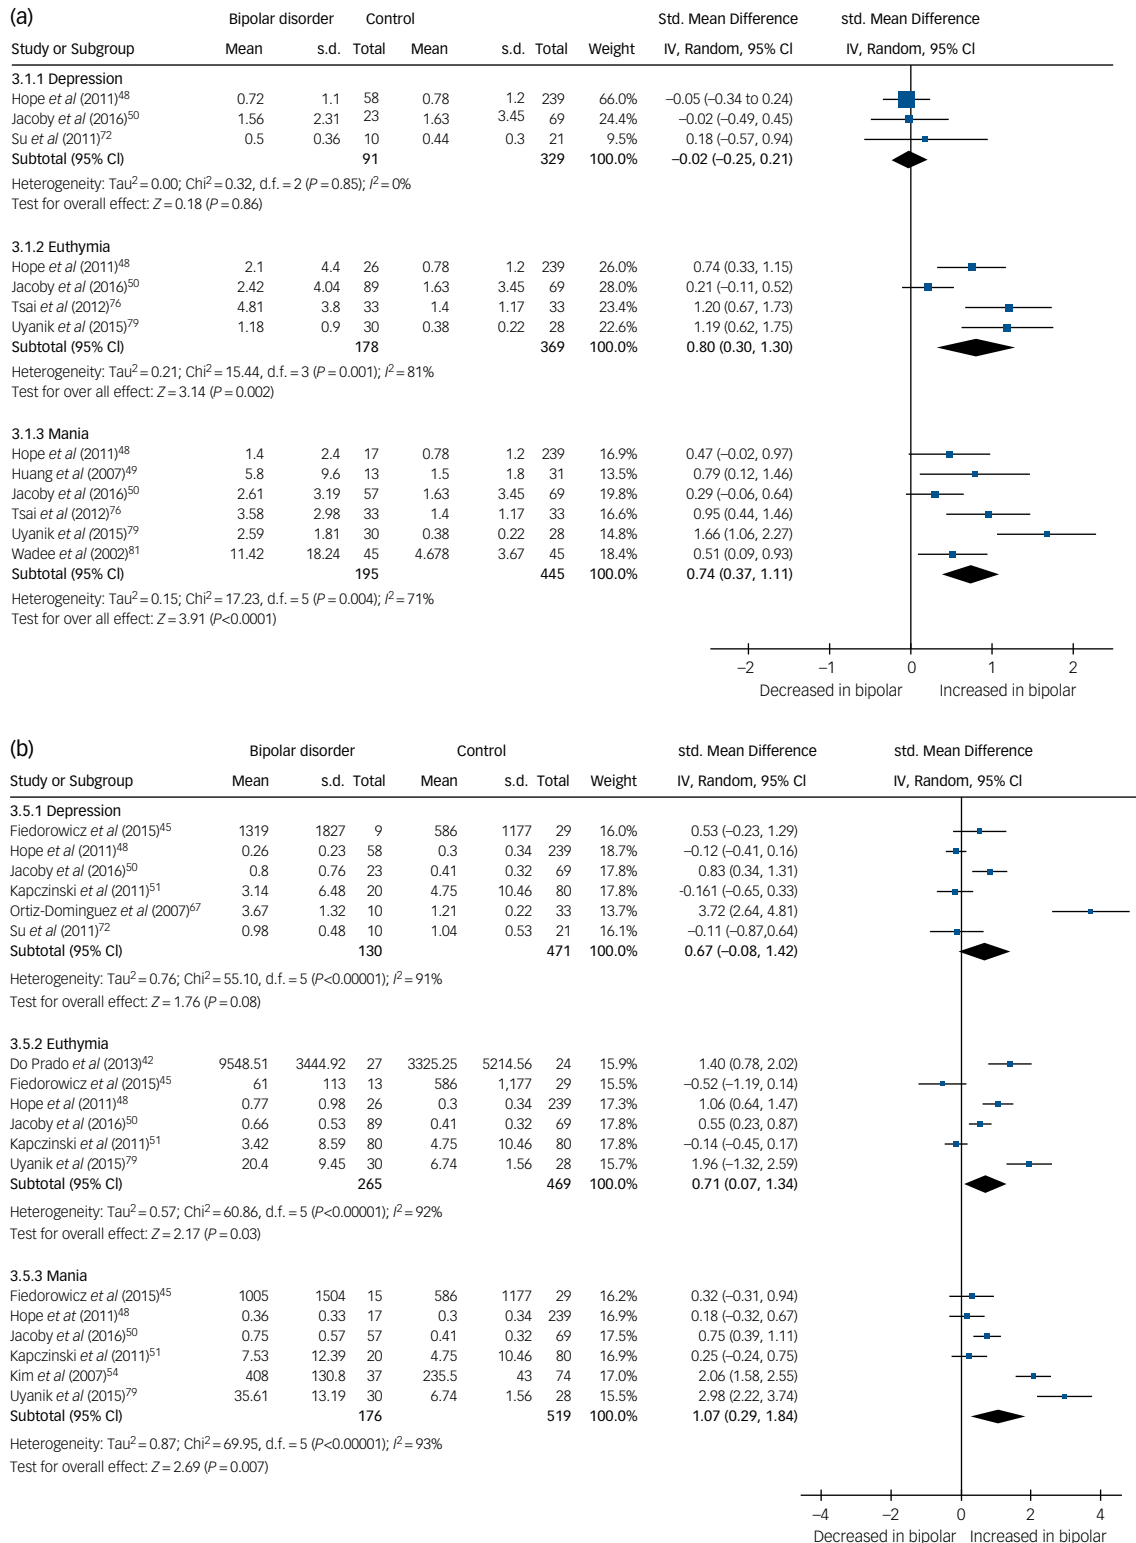 (a)
Bipolar disorder Control Std. Mean Difference std. Mean Difference
Study or Subgroup Mean s.d. Total Mean s.d. Total Weight IV, Random, 95% CI IV, Random, 95% CI
3.1.1 Depression
Hope et al (2011)48 0.72 1.1 58 0.78 1.2 239 66.0% −0.05 (−0.34 to 0.24)
Jacoby et al (2016)50 1.56 2.31 23 1.63 3.45 69 24.4% −0.02 (−0.49, 0.45)
Su et al (2011)72 0.5 0.36 10 0.44 0.3 21 9.5% 0.18 (−0.57, 0.94)
Subtotal (95% CI) 91 329 100.0% −0.02 (−0.25, 0.21)
Heterogeneity: Tau2 = 0.00; Chi2 = 0.32, d.f. = 2 (P = 0.85); I2 = 0%
Test for overall effect: Z = 0.18 (P = 0.86)
3.1.2 Euthymia
Hope et al (2011)48 2.1 4.4 26 0.78 1.2 239 26.0% 0.74 (0.33, 1.15)
Jacoby et al (2016)50 2.42 4.04 89 1.63 3.45 69 28.0% 0.21 (−0.11, 0.52)
Tsai et al (2012)76 4.81 3.8 33 1.4 1.17 33 23.4% 1.20 (0.67, 1.73)
Uyanik et al (2015)79 1.18 0.9 30 0.38 0.22 28 22.6% 1.19 (0.62, 1.75)
Subtotal (95% CI) 178 369 100.0% 0.80 (0.30, 1.30)
Heterogeneity: Tau2 = 0.21; Chi2 = 15.44, d.f. = 3 (P = 0.001); I2 = 81%
Test for over all effect: Z = 3.14 (P = 0.002)
3.1.3 Mania
Hope et al (2011)48 1.4 2.4 17 0.78 1.2 239 16.9% 0.47 (−0.02, 0.97)
Huang et al (2007)49 5.8 9.6 13 1.5 1.8 31 13.5% 0.79 (0.12, 1.46)
Jacoby et al (2016)50 2.61 3.19 57 1.63 3.45 69 19.8% 0.29 (−0.06, 0.64)
Tsai et al (2012)76 3.58 2.98 33 1.4 1.17 33 16.6% 0.95 (0.44, 1.46)
Uyanik et al (2015)79 2.59 1.81 30 0.38 0.22 28 14.8% 1.66 (1.06, 2.27)
Wadee et al (2002)81 11.42 18.24 45 4.678 3.67 45 18.4% 0.51 (0.09, 0.93)
Subtotal (95% CI) 195 445 100.0% 0.74 (0.37, 1.11)
Heterogeneity: Tau2 = 0.15; Chi2 = 17.23, d.f. = 5 (P = 0.004); I2 = 71%
Test for over all effect: Z = 3.91 (P<0.0001)
−2 −1 0 1 2
Decreased in bipolar Increased in bipolar
(b)
Bipolar disorder Control std. Mean Difference std. Mean Difference
Study or Subgroup Mean s.d. Total Mean s.d. Total Weight IV, Random, 95% CI IV, Random, 95% CI
3.5.1 Depression
Fiedorowicz et al (2015)45 1319 1827 9 586 1177 29 16.0% 0.53 (−0.23, 1.29)
Hope et al (2011)48 0.26 0.23 58 0.3 0.34 239 18.7% −0.12 (−0.41, 0.16)
Jacoby et al (2016)50 0.8 0.76 23 0.41 0.32 69 17.8% 0.83 (0.34, 1.31)
Kapczinski et al (2011)51 3.14 6.48 20 4.75 10.46 80 17.8% -0.161 (−0.65, 0.33)
Ortiz-Dominguez et al (2007)67 3.67 1.32 10 1.21 0.22 33 13.7% 3.72 (2.64, 4.81)
Su et al (2011)72 0.98 0.48 10 1.04 0.53 21 16.1% −0.11 (−0.87,0.64)
Subtotal (95% CI) 130 471 100.0% 0.67 (−0.08, 1.42)
Heterogeneity: Tau2 = 0.76; Chi2 = 55.10, d.f. = 5 (P<0.00001); I2 = 91%
Test for overall effect: Z = 1.76 (P = 0.08)
3.5.2 Euthymia
Do Prado et al (2013)42 9548.51 3444.92 27 3325.25 5214.56 24 15.9% 1.40 (0.78, 2.02)
Fiedorowicz et al (2015)45 61 113 13 586 1,177 29 15.5% −0.52 (−1.19, 0.14)
Hope et al (2011)48 0.77 0.98 26 0.3 0.34 239 17.3% 1.06 (0.64, 1.47)
Jacoby et al (2016)50 0.66 0.53 89 0.41 0.32 69 17.8% 0.55 (0.23, 0.87)
Kapczinski et al (2011)51 3.42 8.59 80 4.75 10.46 80 17.8% −0.14 (−0.45, 0.17)
Uyanik et al (2015)79 20.4 9.45 30 6.74 1.56 28 15.7% 1.96 (−1.32, 2.59)
Subtotal (95% CI) 265 469 100.0% 0.71 (0.07, 1.34)
Heterogeneity: Tau2 = 0.57; Chi2 = 60.86, d.f. = 5 (P<0.00001); I2 = 92%
Test for overall effect: Z = 2.17 (P = 0.03)
3.5.3 Mania
Fiedorowicz et al (2015)45 1005 1504 15 586 1177 29 16.2% 0.32 (−0.31, 0.94)
Hope et at (2011)48 0.36 0.33 17 0.3 0.34 239 16.9% 0.18 (−0.32, 0.67)
Jacoby et al (2016)50 0.75 0.57 57 0.41 0.32 69 17.5% 0.75 (0.39, 1.11)
Kapczinski et al (2011)51 7.53 12.39 20 4.75 10.46 80 16.9% 0.25 (−0.24, 0.75)
Kim et al (2007)54 408 130.8 37 235.5 43 74 17.0% 2.06 (1.58, 2.55)
Uyanik et al (2015)79 35.61 13.19 30 6.74 1.56 28 15.5% 2.98 (2.22, 3.74)
Subtotal (95% CI) 176 519 100.0% 1.07 (0.29, 1.84)
Heterogeneity: Tau2 = 0.87; Chi2 = 69.95, d.f. = 5 (P<0.00001); I2 = 93%
Test for overall effect: Z = 2.69 (P = 0.007)
−4 −2 0 2 4
Decreased in bipolar Increased in bipolar